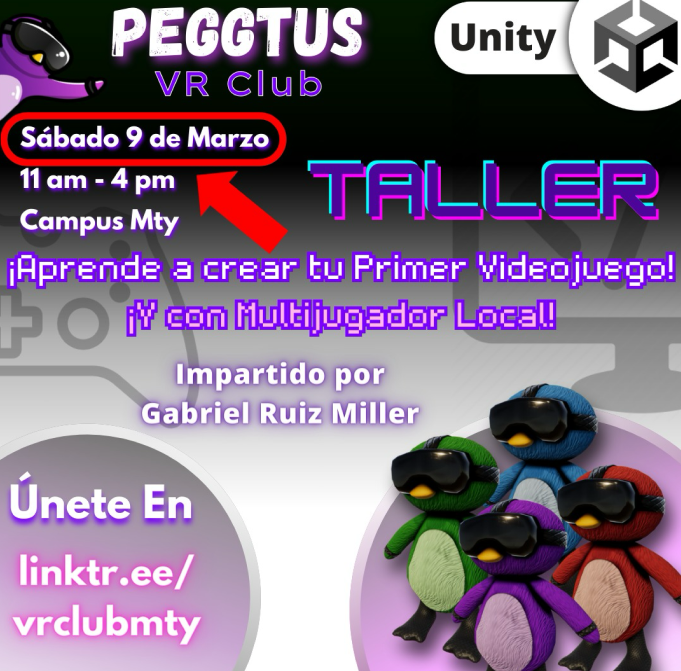 PEGGTUS
VR Club
Unity
Sábado 9 de Marzo
11 am - 4 pm
Campus Mty
TALLER
¡Aprende a crear tu Primer Videojuego!
¡Y con Multijugador Local!
Impartido por
Gabriel Ruiz Miller
Únete En
linktr.ee/
vrclubmty